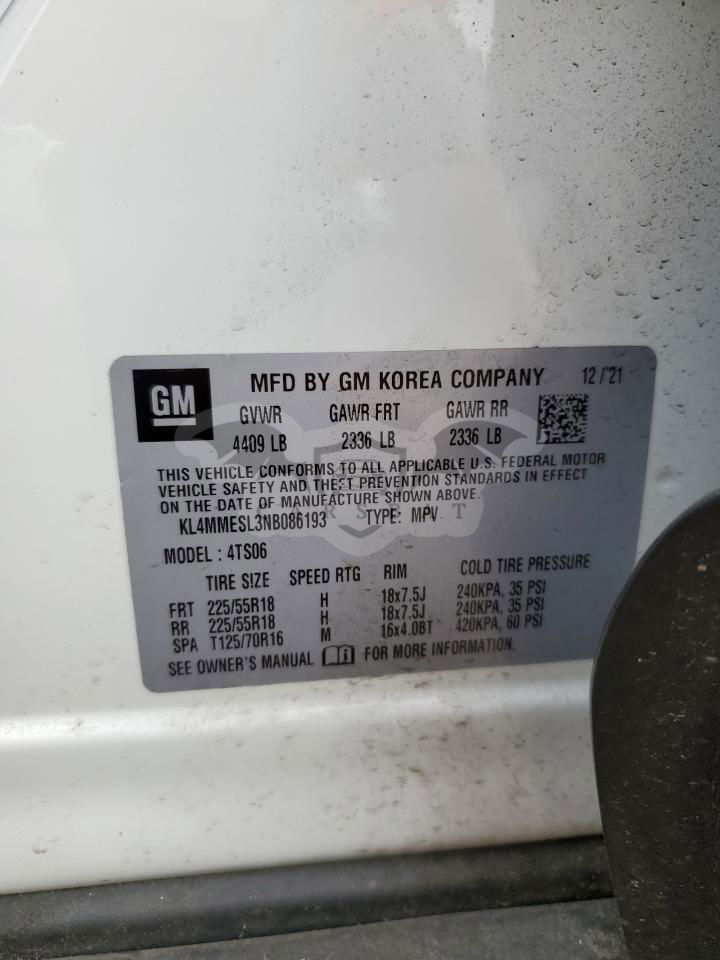 GM MFD BY GM KOREA COMPANY 12/'21
GVWR GAWR FRT GAWR RR
4409 LB 2336 LB 2336 LB
THIS VEHICLE CONFORMS TO ALL APPLICABLE U.S. FEDERAL MOTOR
VEHICLE SAFETY AND THEFT PREVENTION STANDARDS IN EFFECT
ON THE DATE OF MANUFACTURE SHOWN ABOVE.
KL4MMESL3NB086193 TYPE: MPV
MODEL : 4TS06
TIRE SIZE SPEED RTG RIM COLD TIRE PRESSURE
FRT 225/55R18 H 18x7.5J 240KPA, 35 PSI
RR 225/55R18 H 18x7.5J 240KPA, 35 PSI
SPA T125/70R16 M 16x4.0BT 420KPA, 60 PSI
SEE OWNER'S MANUAL FOR MORE INFORMATION.